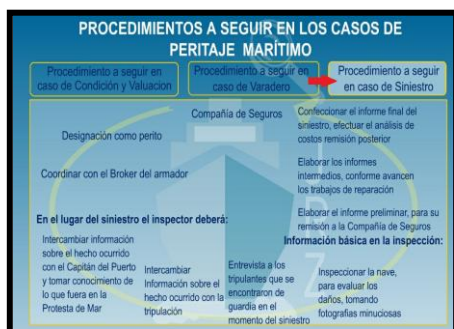 PROCEDIMIENTOS A SEGUIR EN LOS CASOS DE
PERITAJE MARÍTIMO
Procedimiento a seguir en
caso de Condición y Valuacion
Procedimiento a seguir en
caso de Varadero
Procedimiento a seguir
en caso de Siniestro
Compañía de Seguros
Confeccionar el informe final del
siniestro, efectuar el análisis de
costos remisión posterior
Designación como perito
Elaborar los informes
intermedios, conforme avancen
los trabajos de reparación
Coordinar con el Broker del armador
Elaborar el informe preliminar, para su
remisión a la Compañía de Seguros
En el lugar del siniestro el inspector deberá:
Información básica en la inspección:
Intercambiar información
sobre el hecho ocurrido
con el Capitán del Puerto
y tomar conocimiento de
lo que fuera en la
Protesta de Mar
Intercambiar
Información sobre el
hecho ocurrido con la
tripulación
Entrevista a los
tripulantes que se
encontraron de
guardia en el
momento del siniestro
Inspeccionar la nave,
para evaluar los
daños, tomando
fotografias minuciosas